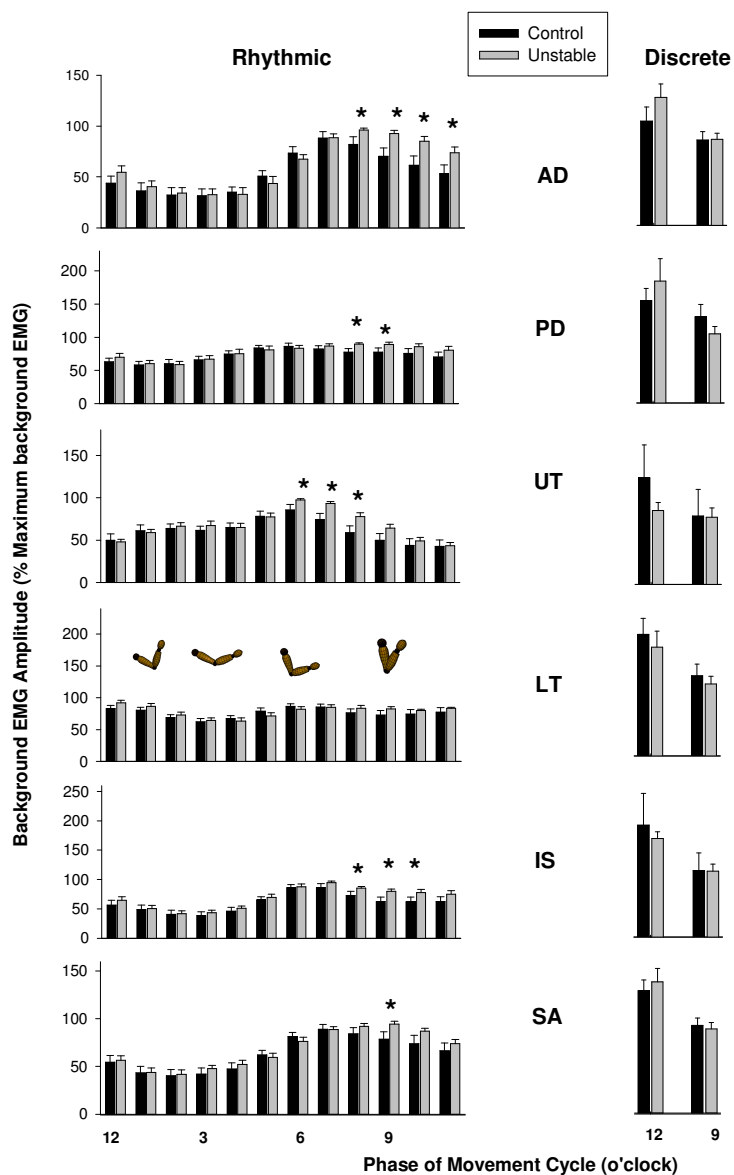 Control
Unstable
Rhythmic
Discrete
150
100
50
0
* * * *
AD
200
150
100
50
0
* *
PD
150
100
50
0
* * *
UT
200
150
100
50
0
LT
250
200
150
100
50
0
* * *
IS
150
100
50
0
*
SA
Background EMG Amplitude (% Maximum background EMG)
12 3 6 9
12 9
Phase of Movement Cycle (o'clock)